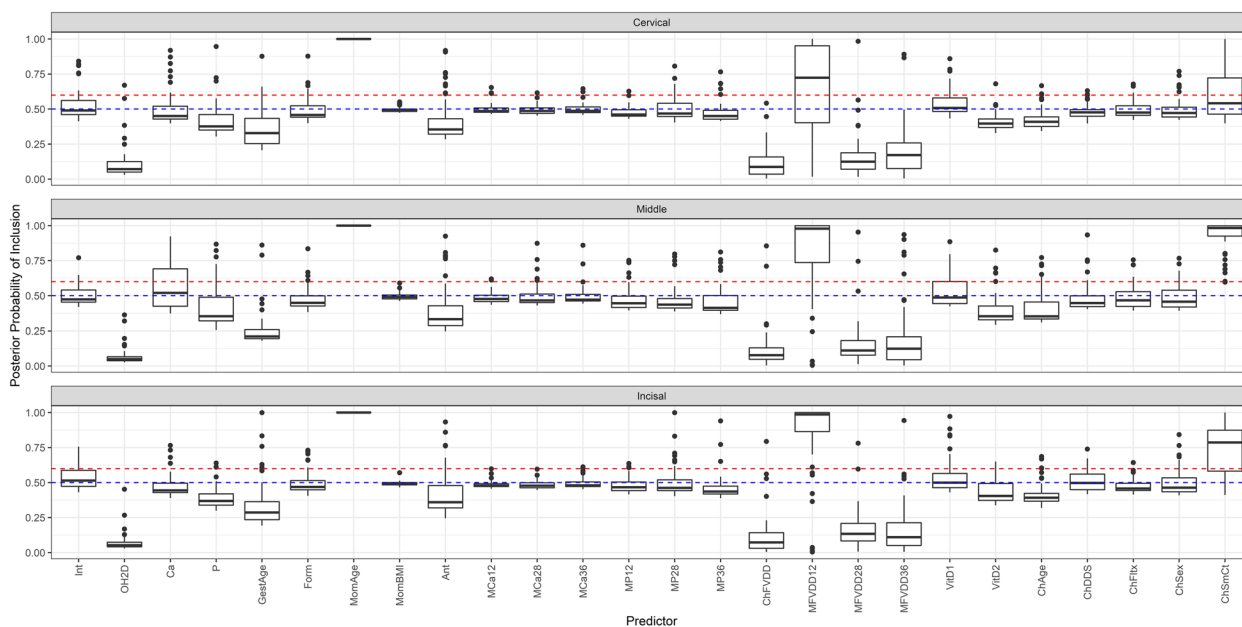 Cervical
1.00
0.75
0.50
0.25
0.00
Middle
1.00
0.75
0.50
0.25
0.00
Incisal
1.00
0.75
0.50
0.25
0.00
Posterior Probability of Inclusion
Int
OH2D
Ca
P
GestAge
Form
MomAge
MomBMI
Ant
MCa12
MCa28
MCa36
MP12
MP28
MP36
ChFVDD
MFVDD12
MFVDD28
MFVDD36
VitD1
VitD2
ChAge
ChDDS
ChFltx
ChSex
ChSmCt
Predictor